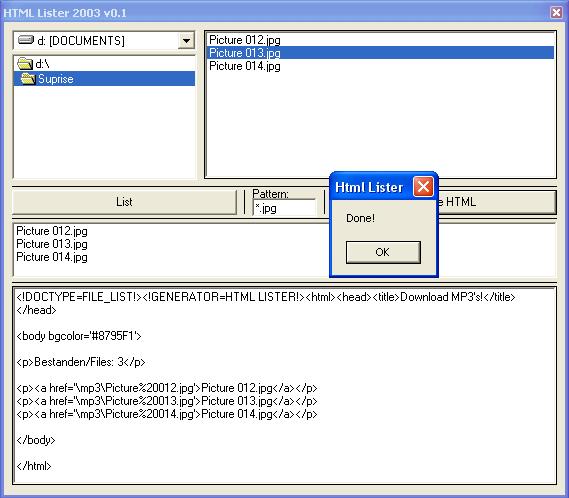 HTML Lister 2003 v0.1
d: [DOCUMENTS]
d:\
Suprise
Picture 012.jpg
Picture 013.jpg
Picture 014.jpg
List
Pattern:
*.jpg
e HTML
Html Lister
Done!
OK
Picture 012.jpg
Picture 013.jpg
Picture 014.jpg
<!DOCTYPE=FILE_LIST!><!GENERATOR=HTML LISTER!><html><head><title>Download MP3's!</title>
</head>
<body bgcolor='#8795F1'>
<p>Bestanden/Files: 3</p>
<p><a href='\mp3\Picture%20012.jpg'>Picture 012.jpg</a></p>
<p><a href='\mp3\Picture%20013.jpg'>Picture 013.jpg</a></p>
<p><a href='\mp3\Picture%20014.jpg'>Picture 014.jpg</a></p>
</body>
</html>